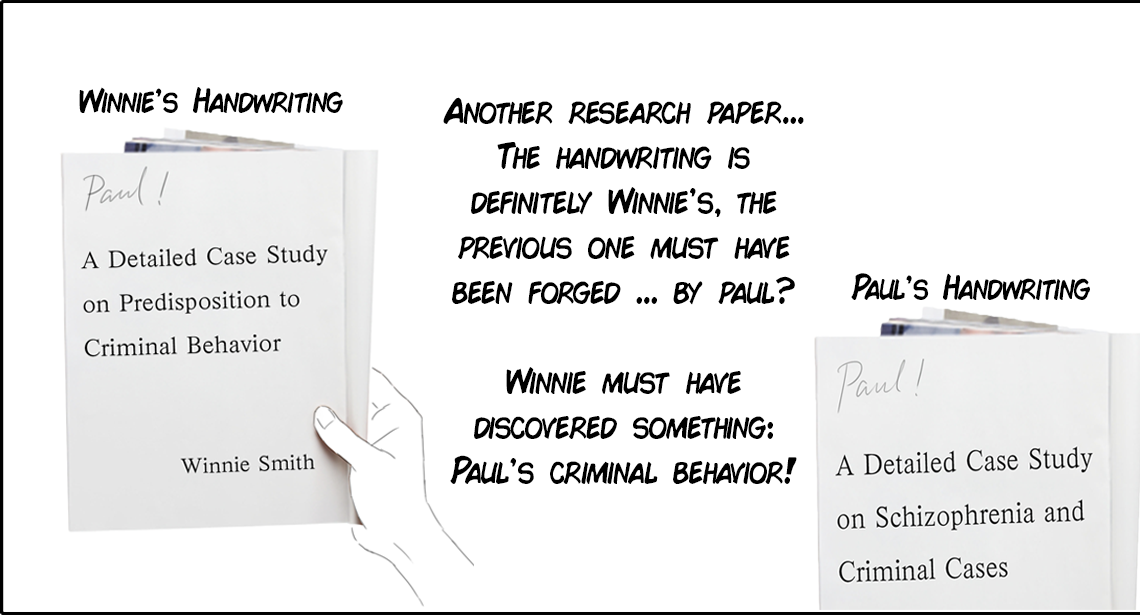 WINNIE'S HANDWRITING
Paul!
A Detailed Case Study
on Predisposition to
Criminal Behavior
Winnie Smith
ANOTHER RESEARCH PAPER...
THE HANDWRITING IS
DEFINITELY WINNIE'S, THE
PREVIOUS ONE MUST HAVE
BEEN FORGED ... BY PAUL?
WINNIE MUST HAVE
DISCOVERED SOMETHING:
PAUL'S CRIMINAL BEHAVIOR!
PAUL'S HANDWRITING
Paul!
A Detailed Case Study
on Schizophrenia and
Criminal Cases